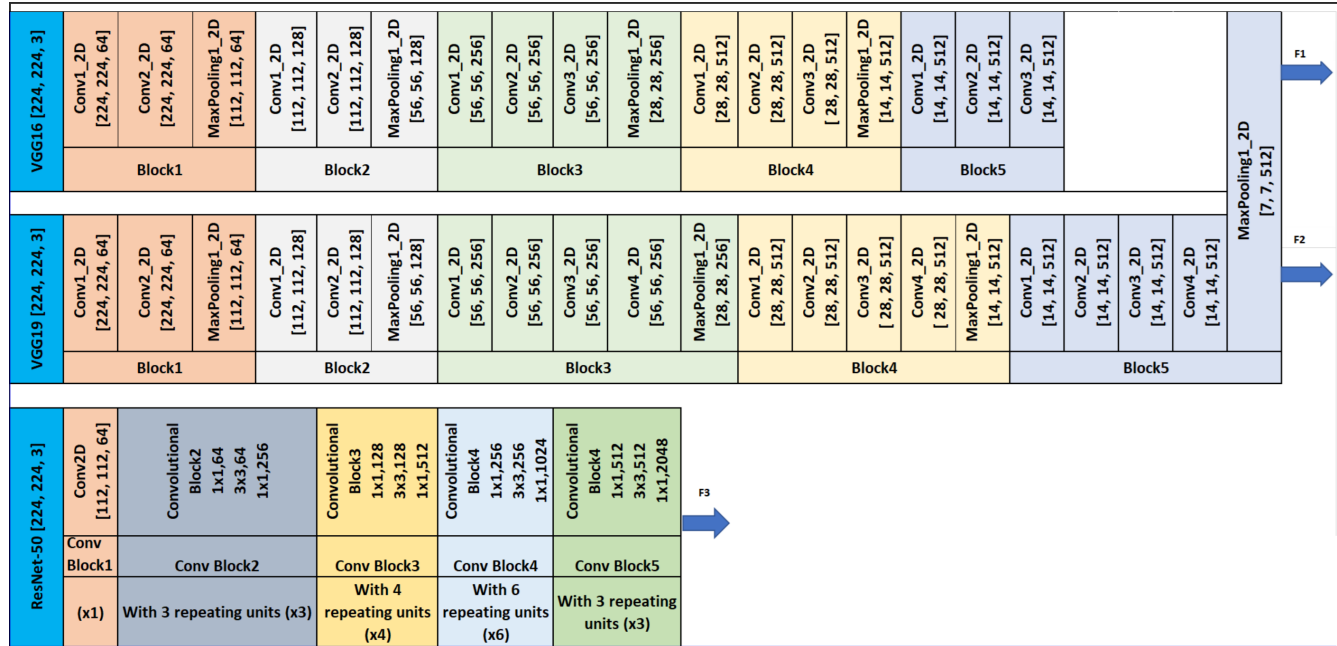 VGG16 [224, 224, 3]
Conv1_2D
[224, 224, 64]
Conv2_2D
[224, 224, 64]
MaxPooling1_2D
[112, 112, 64]
Block1
Conv1_2D
[112, 112, 128]
Conv2_2D
[112, 112, 128]
MaxPooling1_2D
[56, 56, 128]
Block2
Conv1_2D
[56, 56, 256]
Conv2_2D
[56, 56, 256]
Conv3_2D
[56, 56, 256]
MaxPooling1_2D
[28, 28, 256]
Block3
Conv1_2D
[28, 28, 512]
Conv2_2D
[28, 28, 512]
Conv3_2D
[ 28, 28, 512]
MaxPooling1_2D
[14, 14, 512]
Block4
Conv1_2D
[14, 14, 512]
Conv2_2D
[14, 14, 512]
Conv3_2D
[14, 14, 512]
Block5
MaxPooling1_2D
[7, 7, 512]
F1
VGG19 [224, 224, 3]
Conv1_2D
[224, 224, 64]
Conv2_2D
[224, 224, 64]
MaxPooling1_2D
[112, 112, 64]
Block1
Conv1_2D
[112, 112, 128]
Conv2_2D
[112, 112, 128]
MaxPooling1_2D
[56, 56, 128]
Block2
Conv1_2D
[56, 56, 256]
Conv2_2D
[56, 56, 256]
Conv3_2D
[56, 56, 256]
Conv4_2D
[56, 56, 256]
MaxPooling1_2D
[28, 28, 256]
Block3
Conv1_2D
[28, 28, 512]
Conv2_2D
[28, 28, 512]
Conv3_2D
[ 28, 28, 512]
Conv4_2D
[ 28, 28, 512]
MaxPooling1_2D
[14, 14, 512]
Block4
Conv1_2D
[14, 14, 512]
Conv2_2D
[14, 14, 512]
Conv3_2D
[14, 14, 512]
Conv4_2D
[14, 14, 512]
Block5
F2
ResNet-50 [224, 224, 3]
Conv2D
[112, 112, 64]
Conv
Block1
(x1)
Convolutional
Block2
1x1,64
3x3,64
1x1,256
Conv Block2
With 3 repeating units (x3)
Convolutional
Block3
1x1,128
3x3,128
1x1,512
Conv Block3
With 4
repeating units
(x4)
Convolutional
Block4
1x1,256
3x3,256
1x1,1024
Conv Block4
With 6
repeating units
(x6)
Convolutional
Block4
1x1,512
3x3,512
1x1,2048
Conv Block5
With 3 repeating
units (x3)
F3